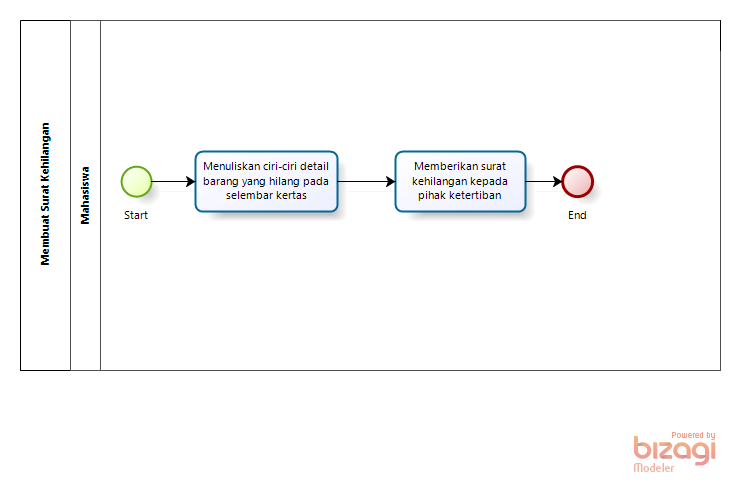 Membuat Surat Kehilangan
Mahasiswa
Start
Menuliskan ciri-ciri detail
barang yang hilang pada
selembar kertas
Memberikan surat
kehilangan kepada
pihak ketertiban
End
Powered by
bizagi
Modeler